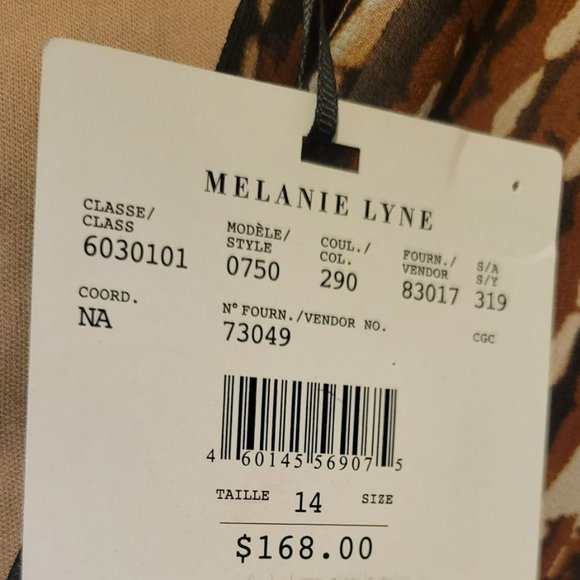 MELANIE LYNE
CLASSE/ MODÈLE/ COUL./ FOURN./ S/A
CLASS STYLE COL. VENDOR S/Y
6030101 0750 290 83017 319
COORD. Nº FOURN./VENDOR NO. CGC
NA 73049
4 60145 56907 5
TAILLE 14 SIZE
$168.00